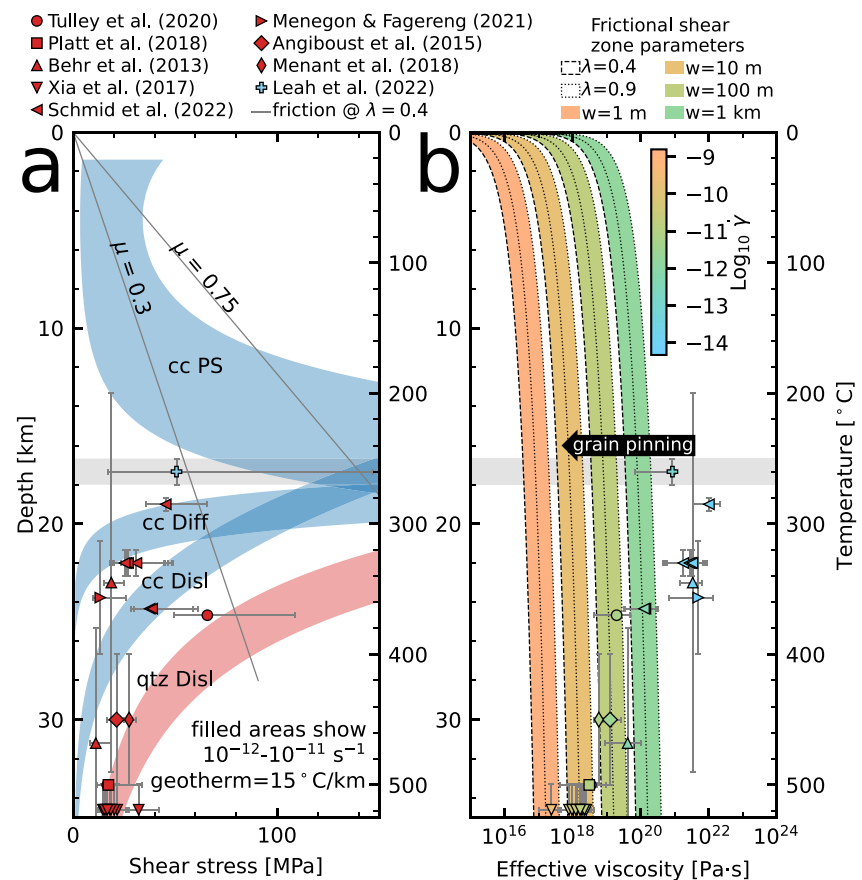 Tulley et al. (2020)
Platt et al. (2018)
Behr et al. (2013)
Xia et al. (2017)
Schmid et al. (2022)
Menegon & Fagereng (2021)
Angiboust et al. (2015)
Menant et al. (2018)
Leah et al. (2022)
friction @ λ = 0.4
Frictional shear
zone parameters
λ=0.4
λ=0.9
w=1 m
w=10 m
w=100 m
w=1 km
a
0
10
20
30
Depth [km]
0
100
Shear stress [MPa]
0
100
200
300
400
500
μ = 0.3
μ = 0.75
cc PS
cc Diff
cc Disl
qtz Disl
filled areas show
10⁻¹²-10⁻¹¹ s⁻¹
geotherm=15°C/km
b
0
10
20
30
−9
−10
−11
−12
−13
−14
Log₁₀ γ̇
grain pinning
10¹⁶
10¹⁸
10²⁰
10²²
10²⁴
Effective viscosity [Pa·s]
0
100
200
300
400
500
Temperature [°C]